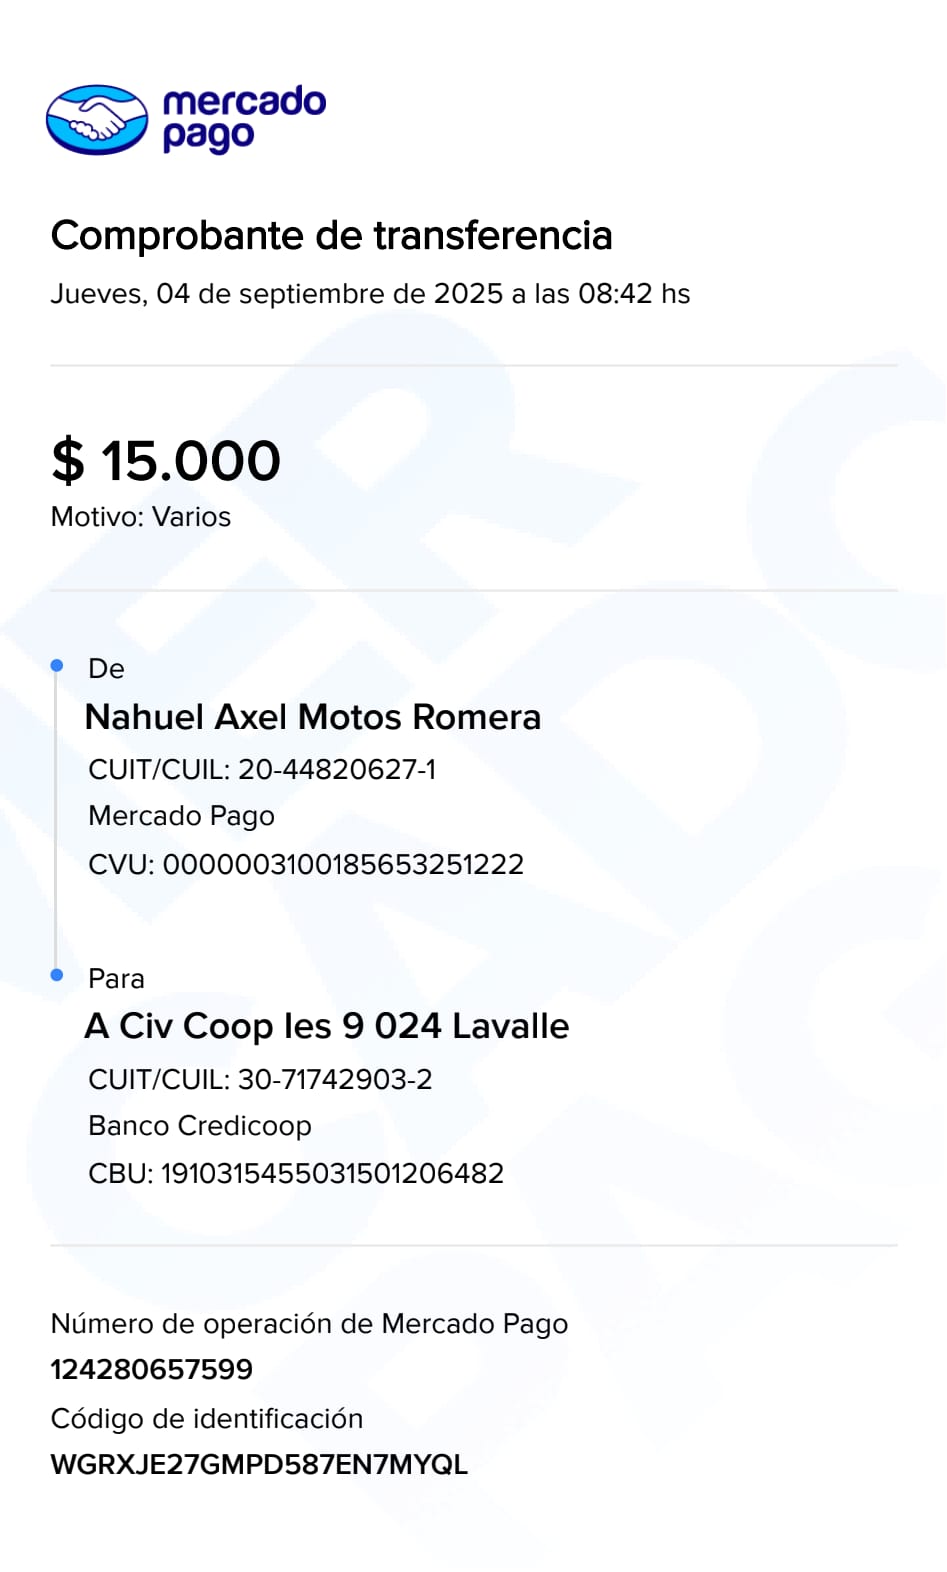 mercado
pago
Comprobante de transferencia
Jueves, 04 de septiembre de 2025 a las 08:42 hs
$ 15.000
Motivo: Varios
De
Nahuel Axel Motos Romera
CUIT/CUIL: 20-44820627-1
Mercado Pago
CVU: 0000003100185653251222
Para
A Civ Coop Ies 9 024 Lavalle
CUIT/CUIL: 30-71742903-2
Banco Credicoop
CBU: 1910315455031501206482
Número de operación de Mercado Pago
124280657599
Código de identificación
WGRXJE27GMPD587EN7MYQL